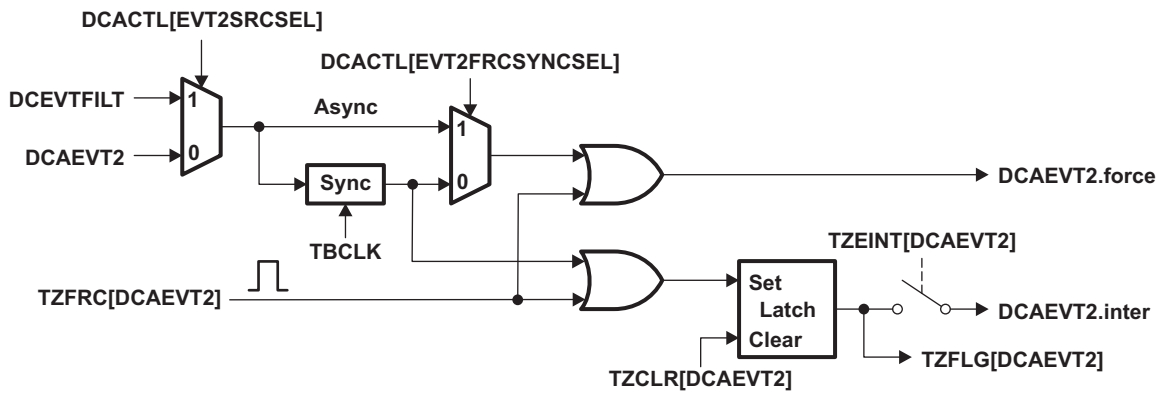 DCACTL[EVT2SRCSEL]
DCACTL[EVT2FRCSYNCSEL]
DCEVTFILT
1
Async
1
DCAEVT2
0
Sync
0
DCAEVT2.force
TBCLK
TZEINT[DCAEVT2]
TZFRC[DCAEVT2]
Set
Latch
Clear
DCAEVT2.inter
TZFLG[DCAEVT2]
TZCLR[DCAEVT2]